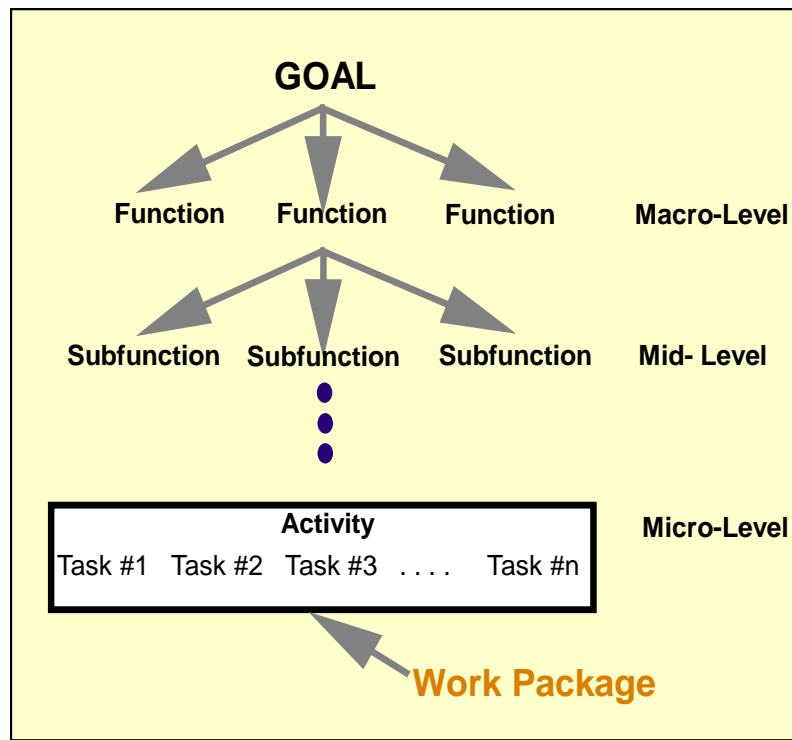 GOAL
Function Function Function Macro-Level
Subfunction Subfunction Subfunction Mid- Level
Activity Micro-Level
Task #1 Task #2 Task #3 . . . . Task #n
Work Package